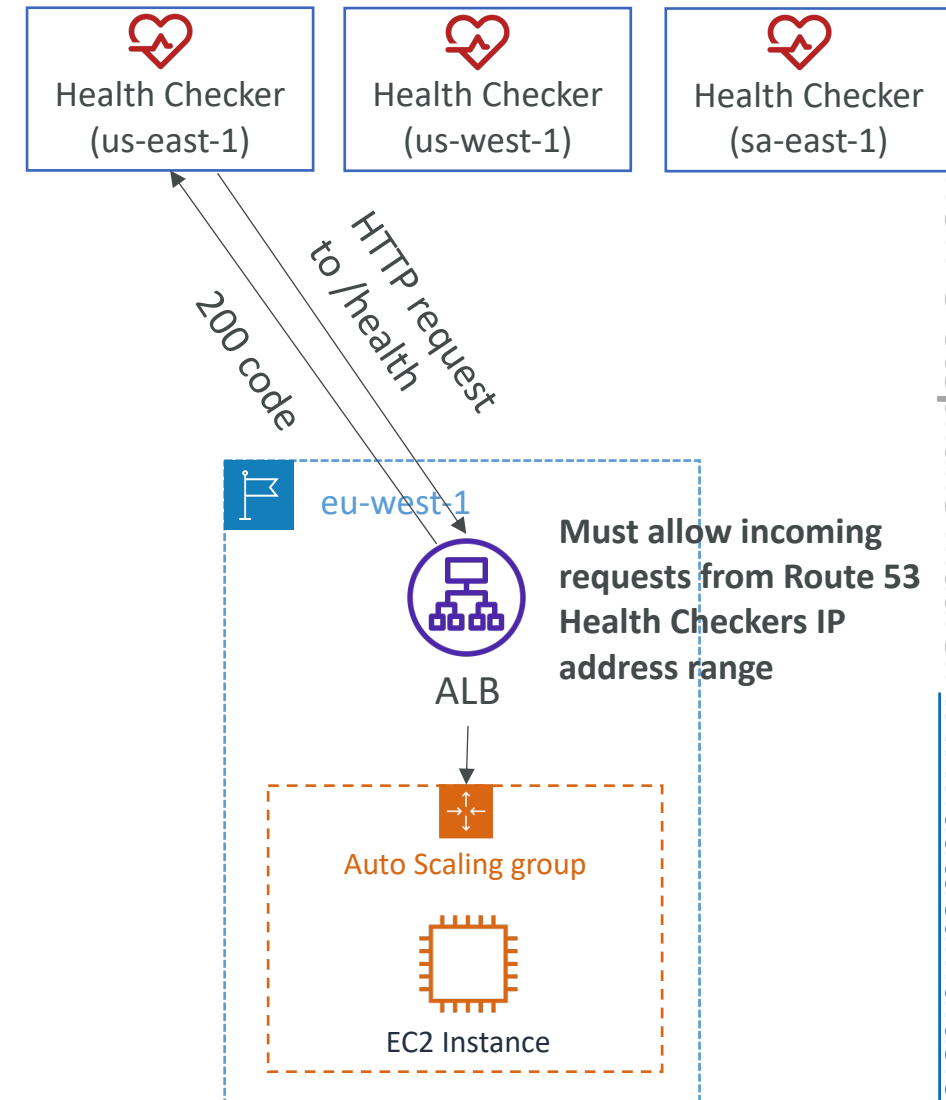 Health Checker
(us-east-1)
Health Checker
(us-west-1)
Health Checker
(sa-east-1)
HTTP request
to /health
200 code
eu-west-1
Must allow incoming
requests from Route 53
Health Checkers IP
address range
ALB
Auto Scaling group
EC2 Instance